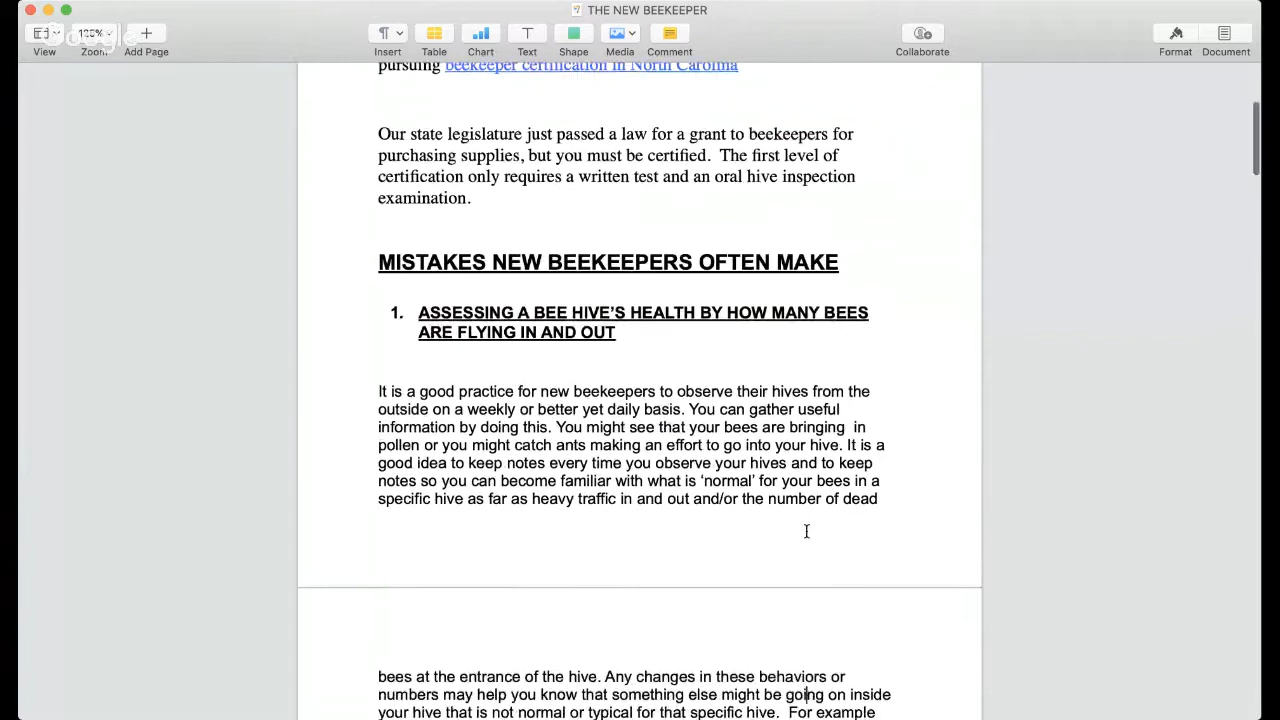 THE NEW BEEKEEPER
Google
View
Zoom
Add Page
Insert
Table
Chart
Text
Shape
Media
Comment
Collaborate
Format
Document
pursuing beekeeper certification in North Carolina
Our state legislature just passed a law for a grant to beekeepers for
purchasing supplies, but you must be certified.  The first level of
certification only requires a written test and an oral hive inspection
examination.
MISTAKES NEW BEEKEEPERS OFTEN MAKE
1. ASSESSING A BEE HIVE’S HEALTH BY HOW MANY BEES
ARE FLYING IN AND OUT
It is a good practice for new beekeepers to observe their hives from the
outside on a weekly or better yet daily basis. You can gather useful
information by doing this. You might see that your bees are bringing  in
pollen or you might catch ants making an effort to go into your hive. It is a
good idea to keep notes every time you observe your hives and to keep
notes so you can become familiar with what is ‘normal’ for your bees in a
specific hive as far as heavy traffic in and out and/or the number of dead
bees at the entrance of the hive. Any changes in these behaviors or
numbers may help you know that something else might be going on inside
your hive that is not normal or typical for that specific hive.  For example